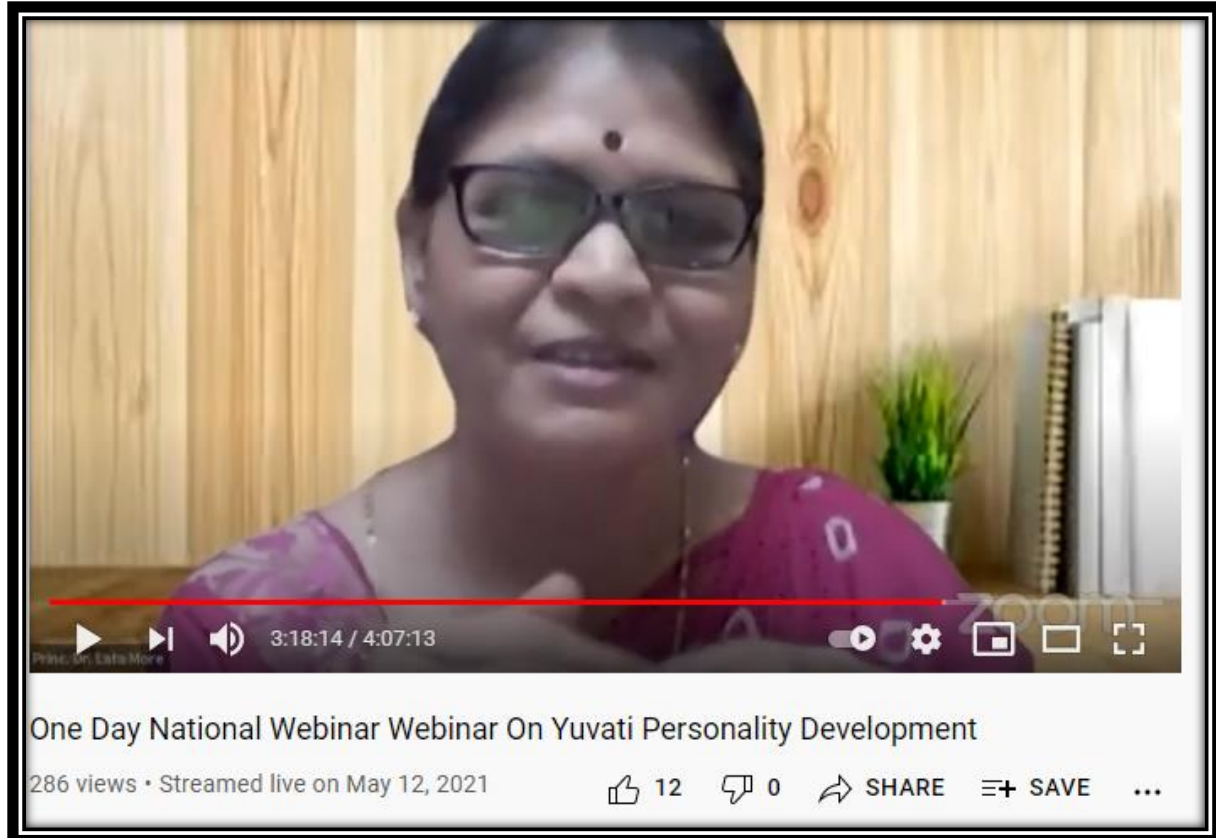 zoom
3:18:14 / 4:07:13
Princ. Dr. Lata More
One Day National Webinar Webinar On Yuvati Personality Development
286 views • Streamed live on May 12, 2021 12 0 SHARE SAVE ...